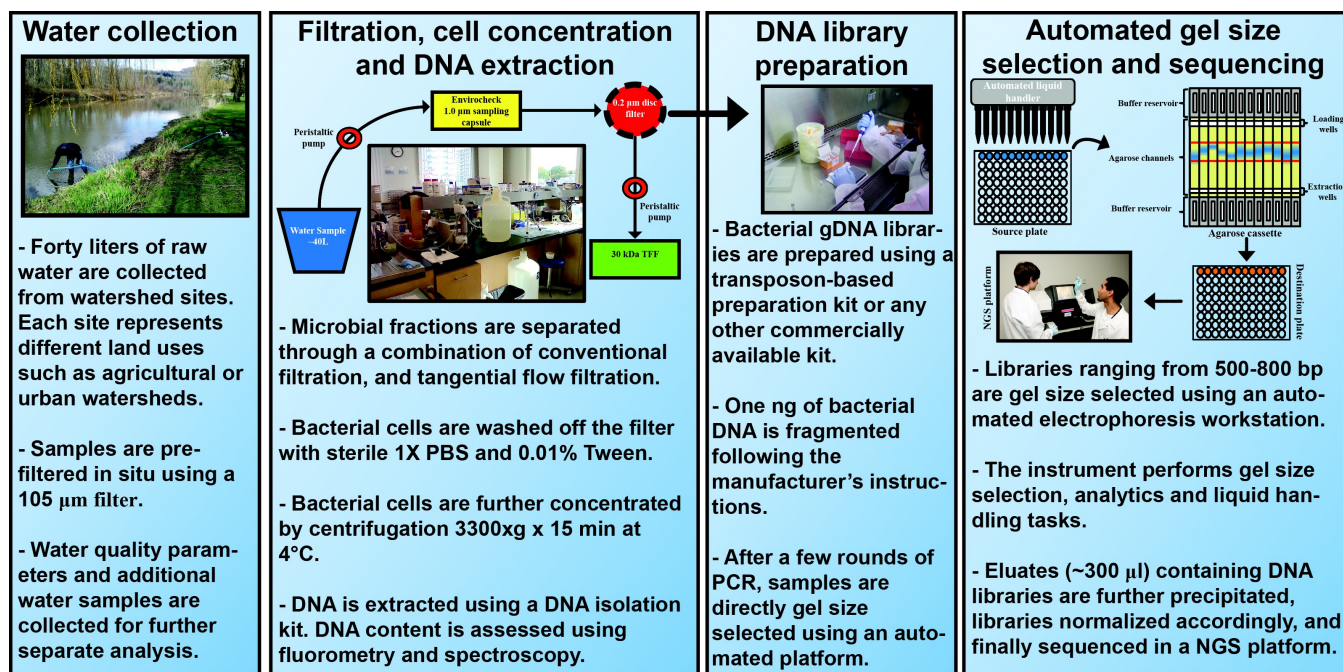 Water collection
- Forty liters of raw
water are collected
from watershed sites.
Each site represents
different land uses
such as agricultural or
urban watersheds.
- Samples are pre-
filtered in situ using a
105 µm filter.
- Water quality param-
eters and additional
water samples are
collected for further
separate analysis.
Filtration, cell concentration
and DNA extraction
Peristaltic
pump
Envirocheck
1.0 µm sampling
capsule
0.2 µm disc
filter
Water Sample
~40L
Peristaltic
pump
30 kDa TFF
- Microbial fractions are separated
through a combination of conventional
filtration, and tangential flow filtration.
- Bacterial cells are washed off the filter
with sterile 1X PBS and 0.01% Tween.
- Bacterial cells are further concentrated
by centrifugation 3300xg x 15 min at
4°C.
- DNA is extracted using a DNA isolation
kit. DNA content is assessed using
fluorometry and spectroscopy.
DNA library
preparation
- Bacterial gDNA librar-
ies are prepared using a
transposon-based
preparation kit or any
other commercially
available kit.
- One ng of bacterial
DNA is fragmented
following the
manufacturer's instruc-
tions.
- After a few rounds of
PCR, samples are
directly gel size
selected using an auto-
mated platform.
Automated gel size
selection and sequencing
Automated liquid
handler
Source plate
Buffer reservoir
Loading
wells
Agarose channels
Extraction
wells
Buffer reservoir
Agarose cassette
Destination plate
NGS platform
- Libraries ranging from 500-800 bp
are gel size selected using an auto-
mated electrophoresis workstation.
- The instrument performs gel size
selection, analytics and liquid han-
dling tasks.
- Eluates (~300 µl) containing DNA
libraries are further precipitated,
libraries normalized accordingly, and
finally sequenced in a NGS platform.